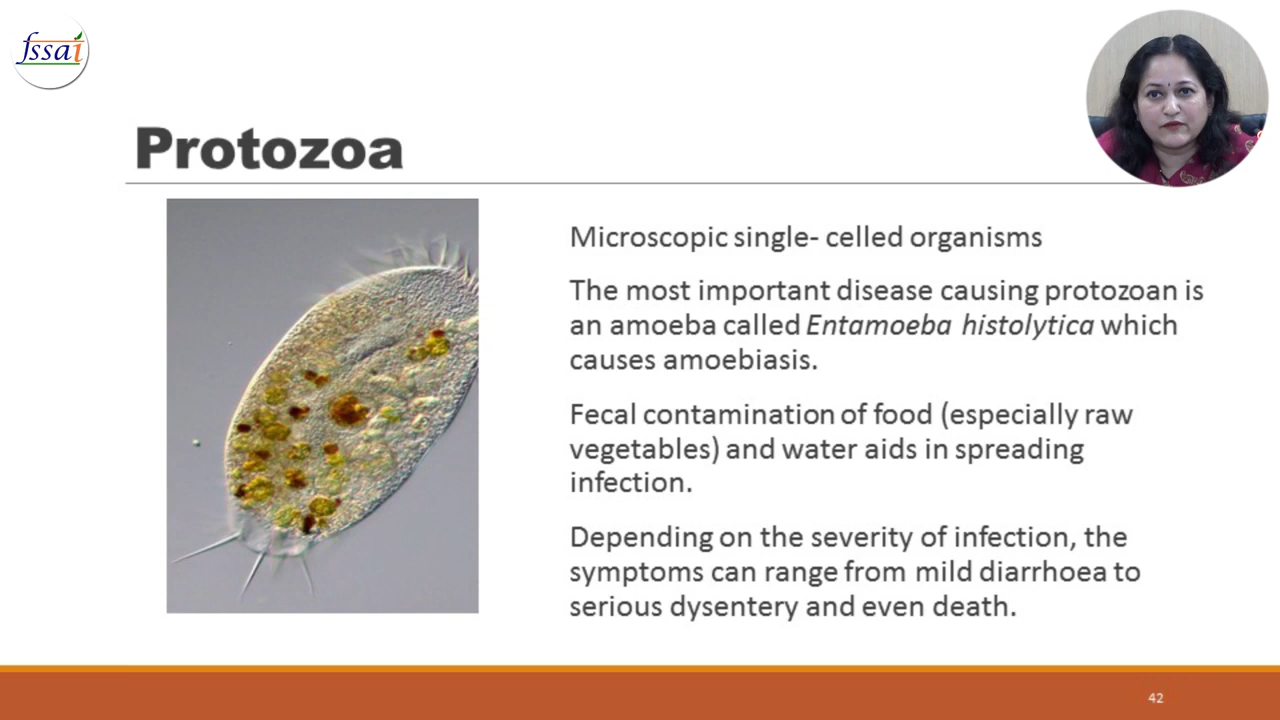 fssai
Protozoa
Microscopic single- celled organisms
The most important disease causing protozoan is
an amoeba called Entamoeba histolytica which
causes amoebiasis.
Fecal contamination of food (especially raw
vegetables) and water aids in spreading
infection.
Depending on the severity of infection, the
symptoms can range from mild diarrhoea to
serious dysentery and even death.
42